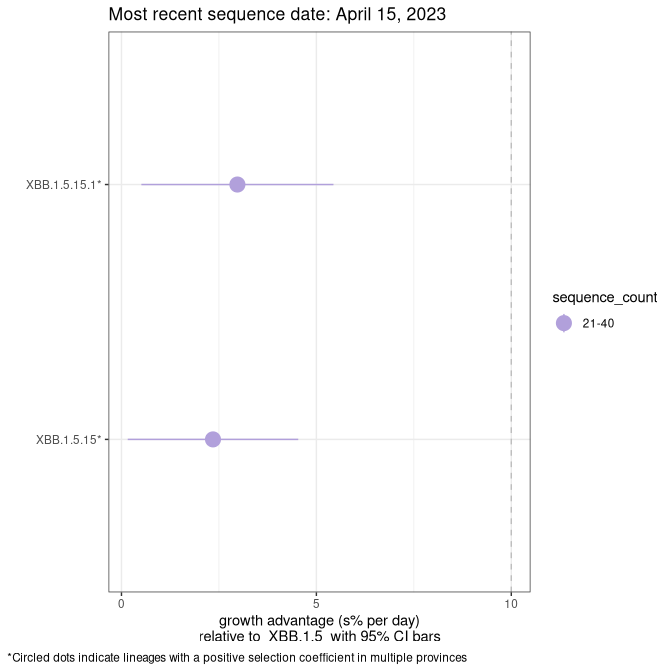 Most recent sequence date: April 15, 2023
XBB.1.5.15.1*
sequence_count
21-40
XBB.1.5.15*
0 5 10
growth advantage (s% per day)
relative to XBB.1.5 with 95% CI bars
*Circled dots indicate lineages with a positive selection coefficient in multiple provinces